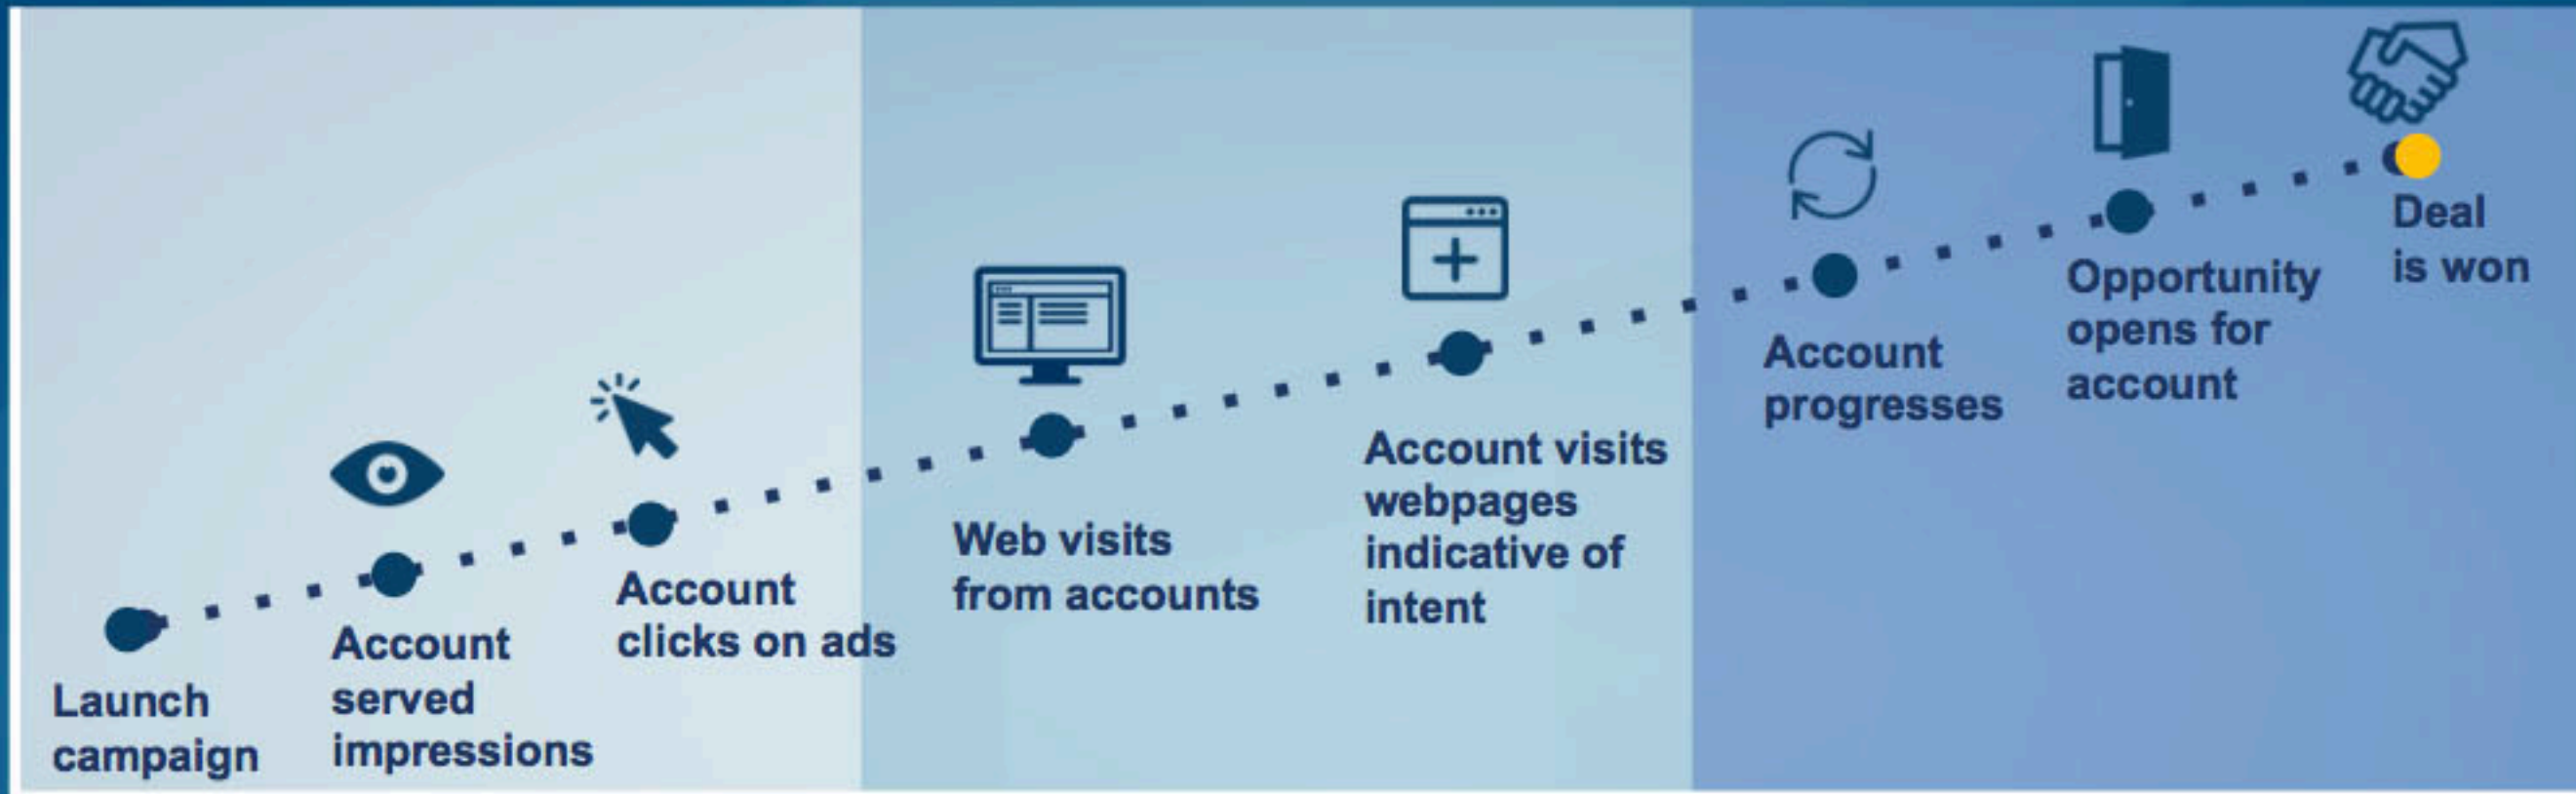 Launch
campaign
Account
served
impressions
Account
clicks on ads
Web visits
from accounts
Account visits
webpages
indicative of
intent
Account
progresses
Opportunity
opens for
account
Deal
is won